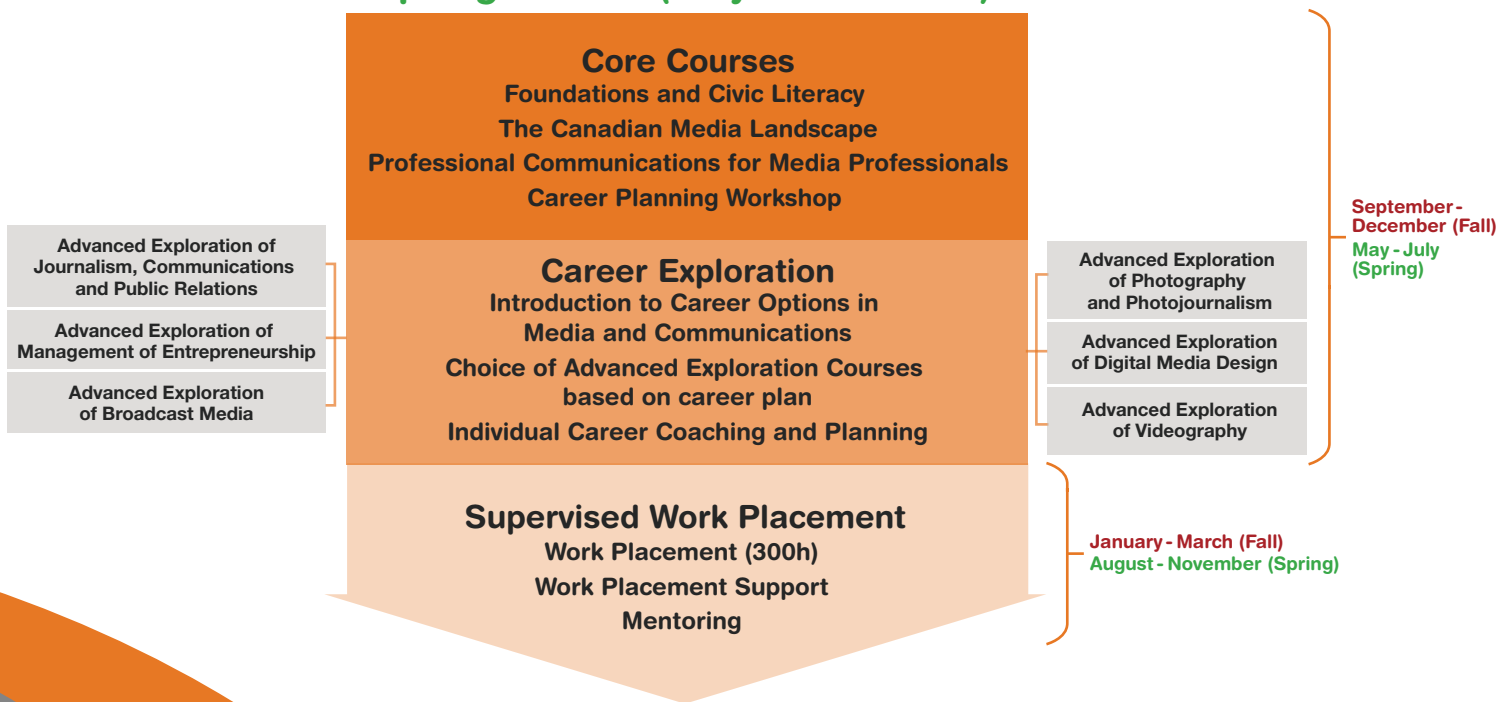 Core Courses
Foundations and Civic Literacy
The Canadian Media Landscape
Professional Communications for Media Professionals
Career Planning Workshop
Advanced Exploration of
Journalism, Communications
and Public Relations
Advanced Exploration of
Management of Entrepreneurship
Advanced Exploration
of Broadcast Media
Career Exploration
Introduction to Career Options in
Media and Communications
Choice of Advanced Exploration Courses
based on career plan
Individual Career Coaching and Planning
Advanced Exploration
of Photography
and Photojournalism
Advanced Exploration
of Digital Media Design
Advanced Exploration
of Videography
September-
December (Fall)
May - July
(Spring)
Supervised Work Placement
Work Placement (300h)
Work Placement Support
Mentoring
January - March (Fall)
August - November (Spring)